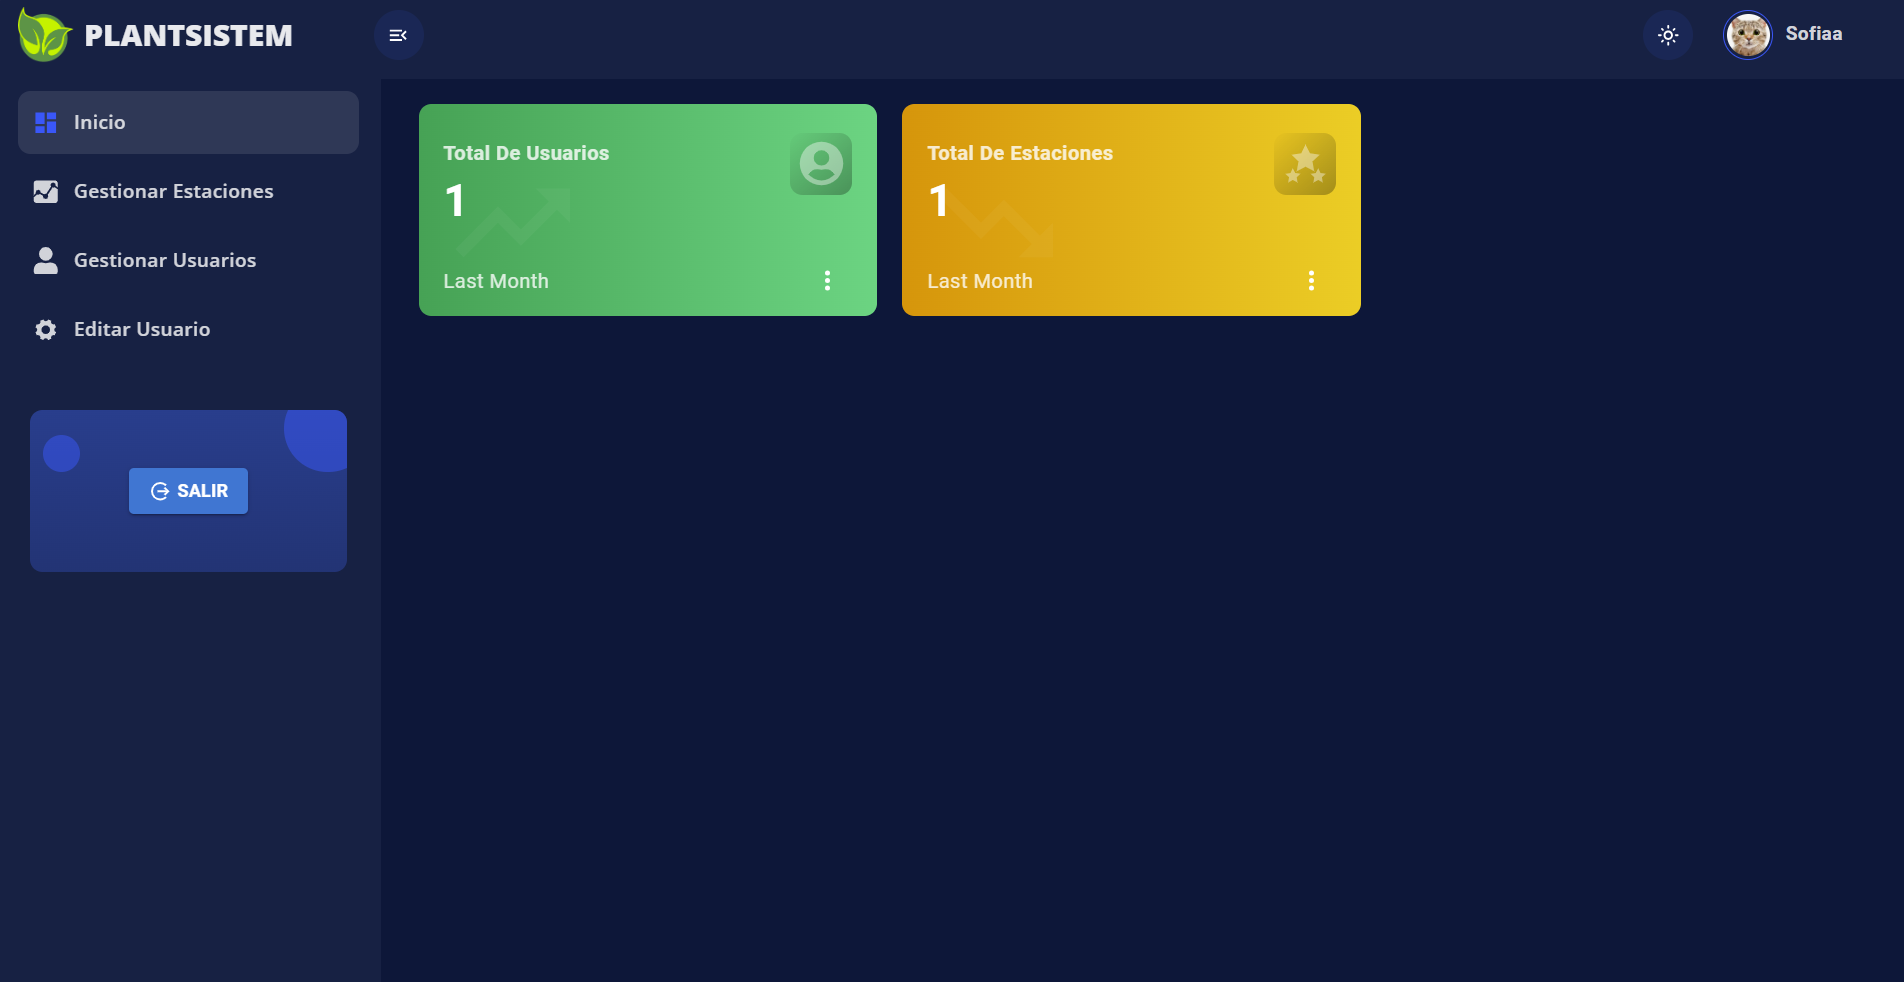 PLANTSISTEM
Sofiaa
Inicio
Gestionar Estaciones
Gestionar Usuarios
Editar Usuario
SALIR
Total De Usuarios
1
Last Month
Total De Estaciones
1
Last Month